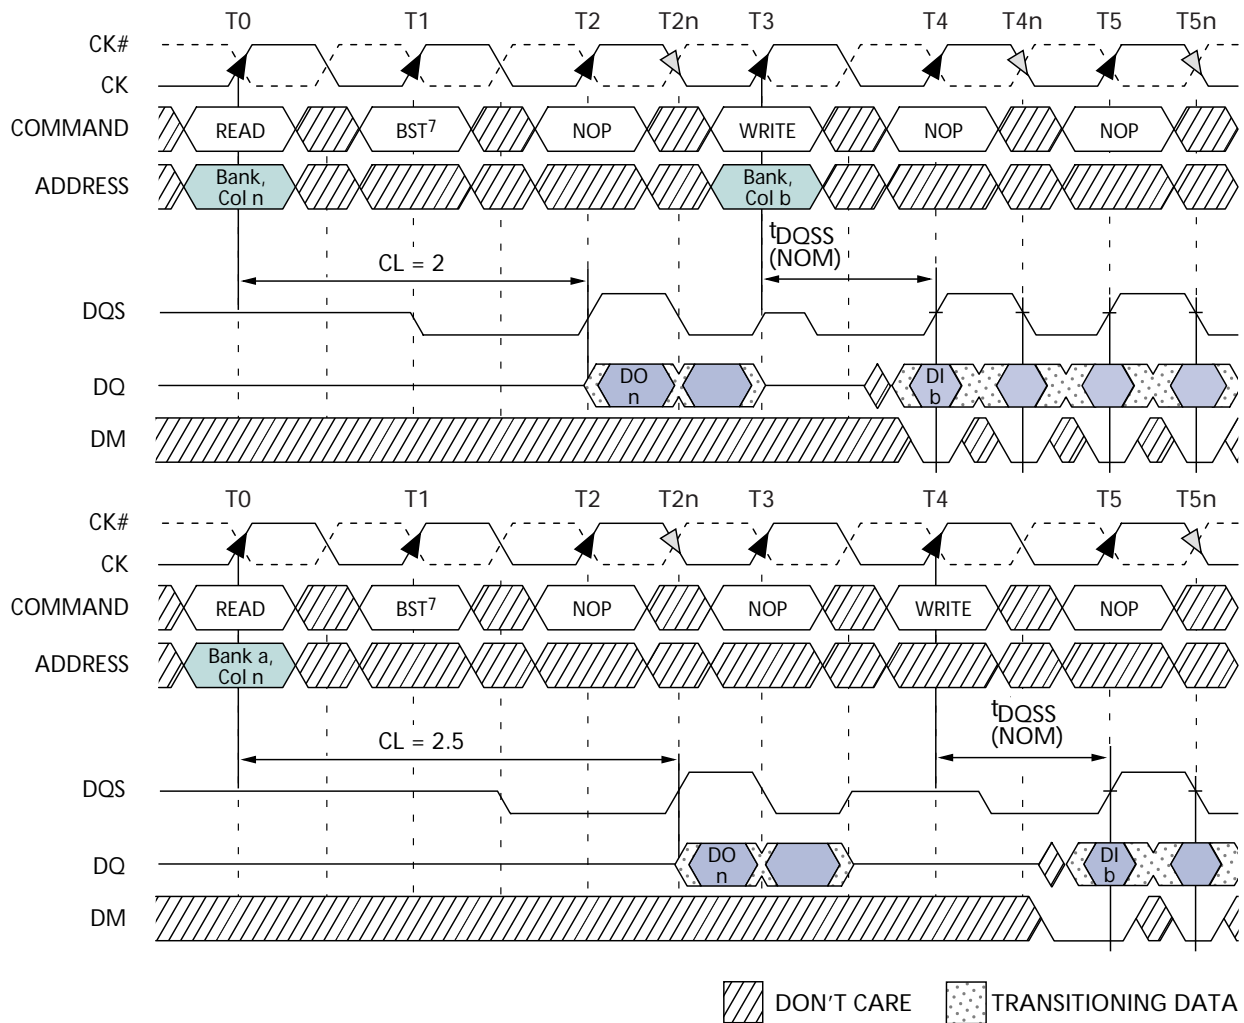 T0 T1 T2 T2n T3 T4 T4n T5 T5n
CK#
CK
COMMAND READ BST7 NOP WRITE NOP NOP
ADDRESS Bank, Col n Bank, Col b
tDQSS (NOM)
CL = 2
DQS
DQ DO n DI b
DM
T0 T1 T2 T2n T3 T4 T5 T5n
CK#
CK
COMMAND READ BST7 NOP NOP WRITE NOP
ADDRESS Bank a, Col n
tDQSS (NOM)
CL = 2.5
DQS
DQ DO n DI b
DM
DON'T CARE TRANSITIONING DATA